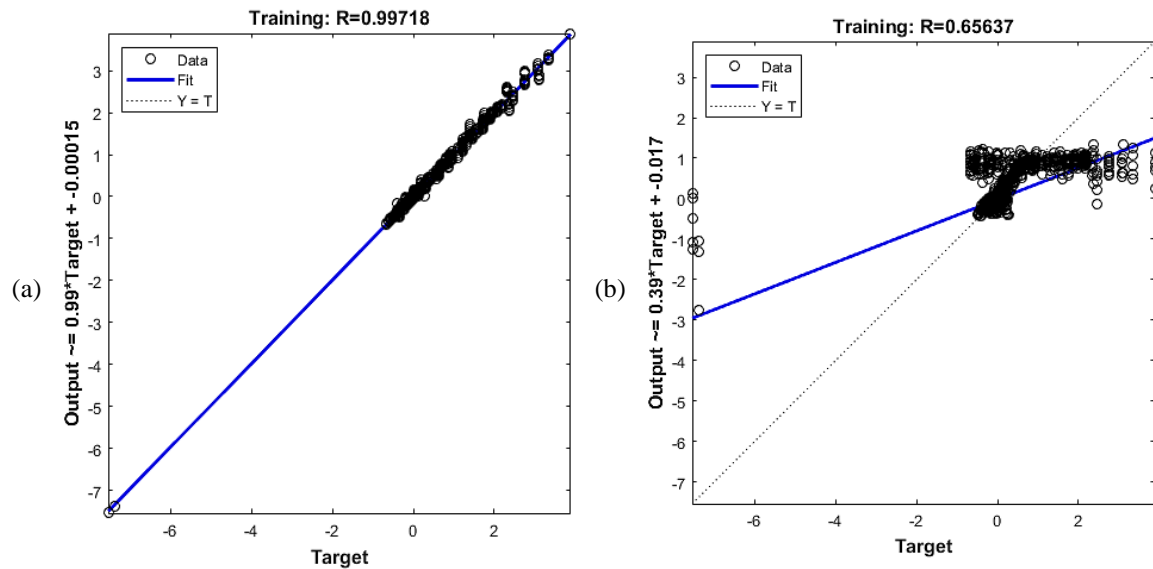 (a)
Training: R=0.99718
Data
Fit
Y = T
Output ~= 0.99*Target + -0.00015
3
2
1
0
-1
-2
-3
-4
-5
-6
-7
-6 -4 -2 0 2
Target
(b)
Training: R=0.65637
Data
Fit
Y = T
Output ~= 0.39*Target + -0.017
3
2
1
0
-1
-2
-3
-4
-5
-6
-7
-6 -4 -2 0 2
Target